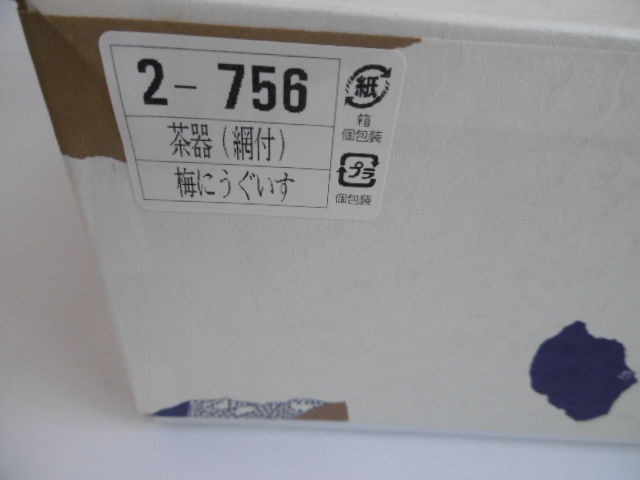 2-756
茶器(網付)
梅にうぐいす
紙
箱
個包装
プラ
個包装